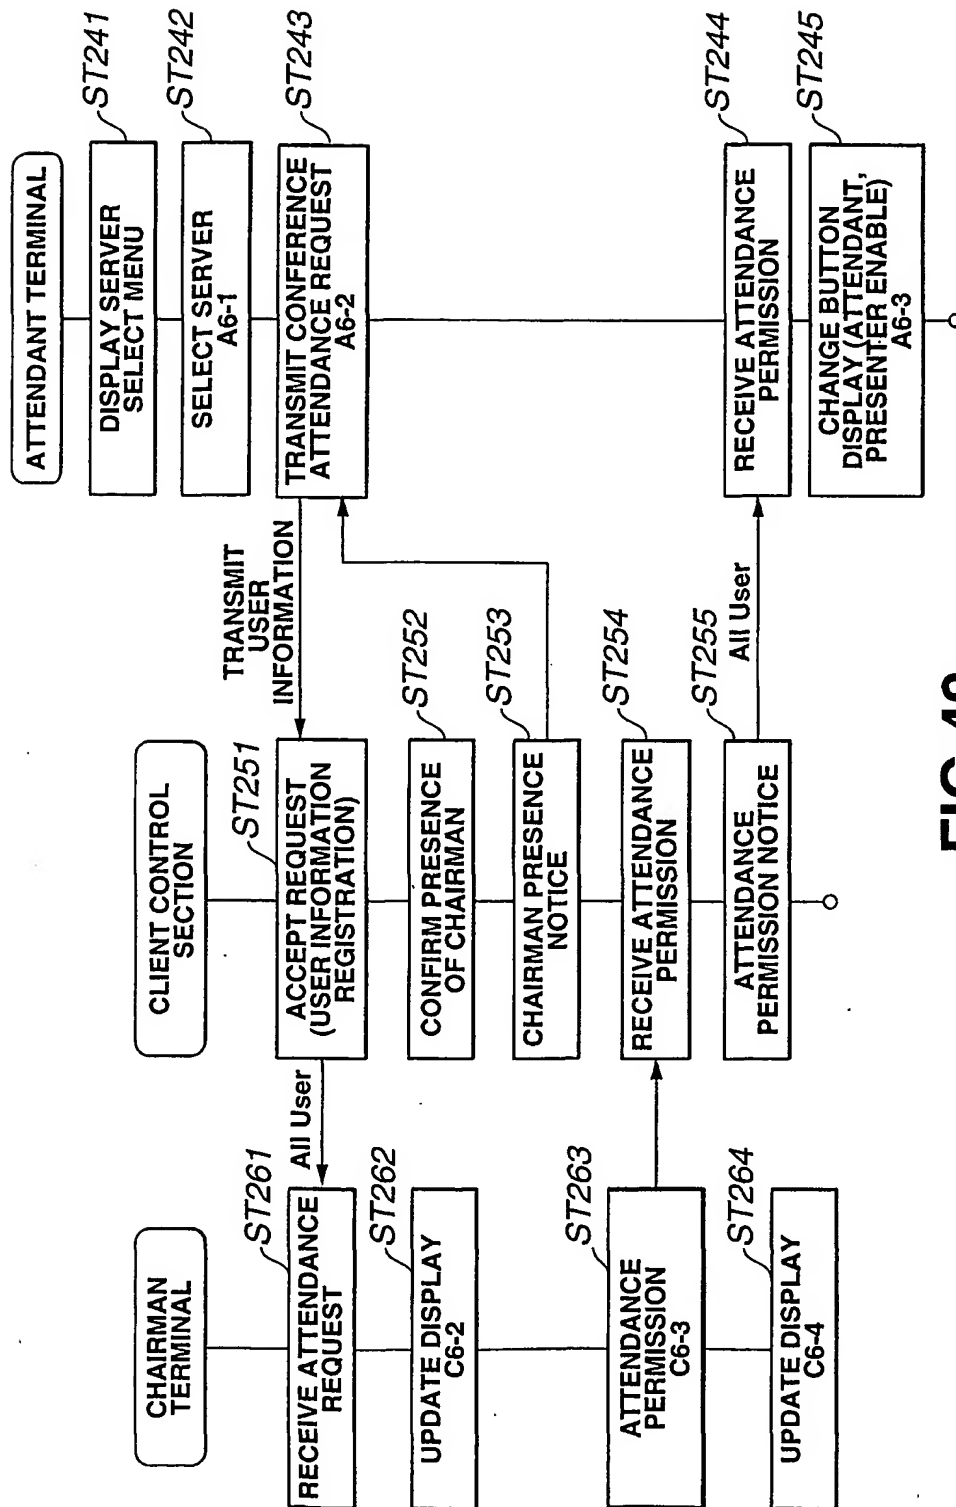 CHAIRMAN
TERMINAL
RECEIVE ATTENDANCE
REQUEST
ST261
UPDATE DISPLAY
C6-2
ST262
ATTENDANCE
PERMISSION
C6-3
ST263
UPDATE DISPLAY
C6-4
ST264
All User
CLIENT CONTROL
SECTION
ACCEPT REQUEST
(USER INFORMATION
REGISTRATION)
ST251
CONFIRM PRESENCE
OF CHAIRMAN
ST252
CHAIRMAN PRESENCE
NOTICE
ST253
RECEIVE ATTENDANCE
PERMISSION
ST254
ATTENDANCE
PERMISSION NOTICE
ST255
TRANSMIT
USER
INFORMATION
All User
ATTENDANT TERMINAL
DISPLAY SERVER
SELECT MENU
ST241
SELECT SERVER
A6-1
ST242
TRANSMIT CONFERENCE
ATTENDANCE REQUEST
A6-2
ST243
RECEIVE ATTENDANCE
PERMISSION
ST244
CHANGE BUTTON
DISPLAY (ATTENDANT,
PRESENTER ENABLE)
A6-3
ST245